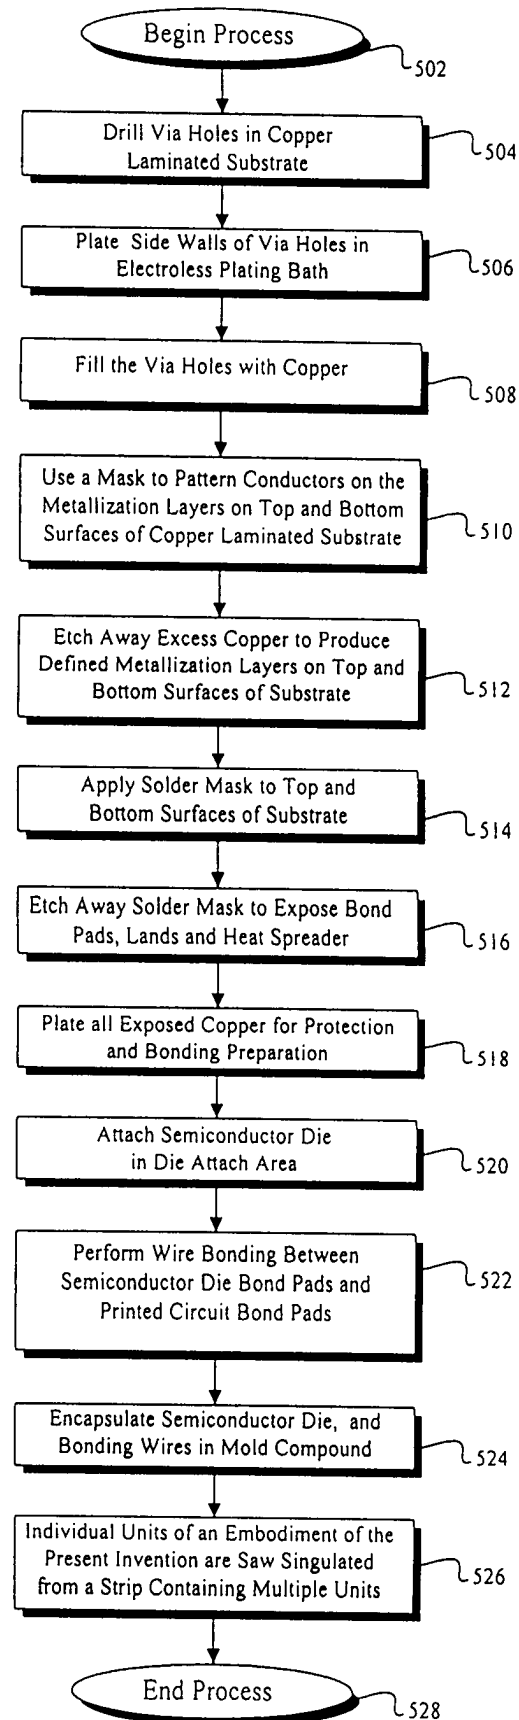 Begin Process
502
Drill Via Holes in Copper
Laminated Substrate
504
Plate Side Walls of Via Holes in
Electroless Plating Bath
506
Fill the Via Holes with Copper
508
Use a Mask to Pattern Conductors on the
Metallization Layers on Top and Bottom
Surfaces of Copper Laminated Substrate
510
Etch Away Excess Copper to Produce
Defined Metallization Layers on Top and
Bottom Surfaces of Substrate
512
Apply Solder Mask to Top and
Bottom Surfaces of Substrate
514
Etch Away Solder Mask to Expose Bond
Pads, Lands and Heat Spreader
516
Plate all Exposed Copper for Protection
and Bonding Preparation
518
Attach Semiconductor Die
in Die Attach Area
520
Perform Wire Bonding Between
Semiconductor Die Bond Pads and
Printed Circuit Bond Pads
522
Encapsulate Semiconductor Die, and
Bonding Wires in Mold Compound
524
Individual Units of an Embodiment of the
Present Invention are Saw Singulated
from a Strip Containing Multiple Units
526
End Process
528